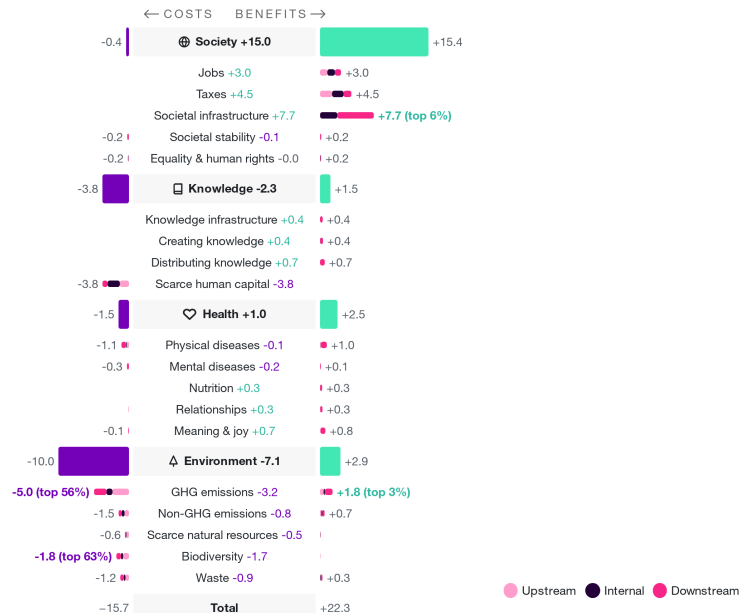 ← COSTS BENEFITS →
-0.4 Society +15.0 +15.4
Jobs +3.0 +3.0
Taxes +4.5 +4.5
Societal infrastructure +7.7 +7.7 (top 6%)
-0.2 Societal stability -0.1 +0.2
-0.2 Equality & human rights -0.0 +0.2
-3.8 Knowledge -2.3 +1.5
Knowledge infrastructure +0.4 +0.4
Creating knowledge +0.4 +0.4
Distributing knowledge +0.7 +0.7
-3.8 Scarce human capital -3.8
-1.5 Health +1.0 +2.5
-1.1 Physical diseases -0.1 +1.0
-0.3 Mental diseases -0.2 +0.1
Nutrition +0.3 +0.3
Relationships +0.3 +0.3
-0.1 Meaning & joy +0.7 +0.8
-10.0 Environment -7.1 +2.9
-5.0 (top 56%) GHG emissions -3.2 +1.8 (top 3%)
-1.5 Non-GHG emissions -0.8 +0.7
-0.6 Scarce natural resources -0.5
-1.8 (top 63%) Biodiversity -1.7
-1.2 Waste -0.9 +0.3
−15.7 Total +22.3
Upstream Internal Downstream